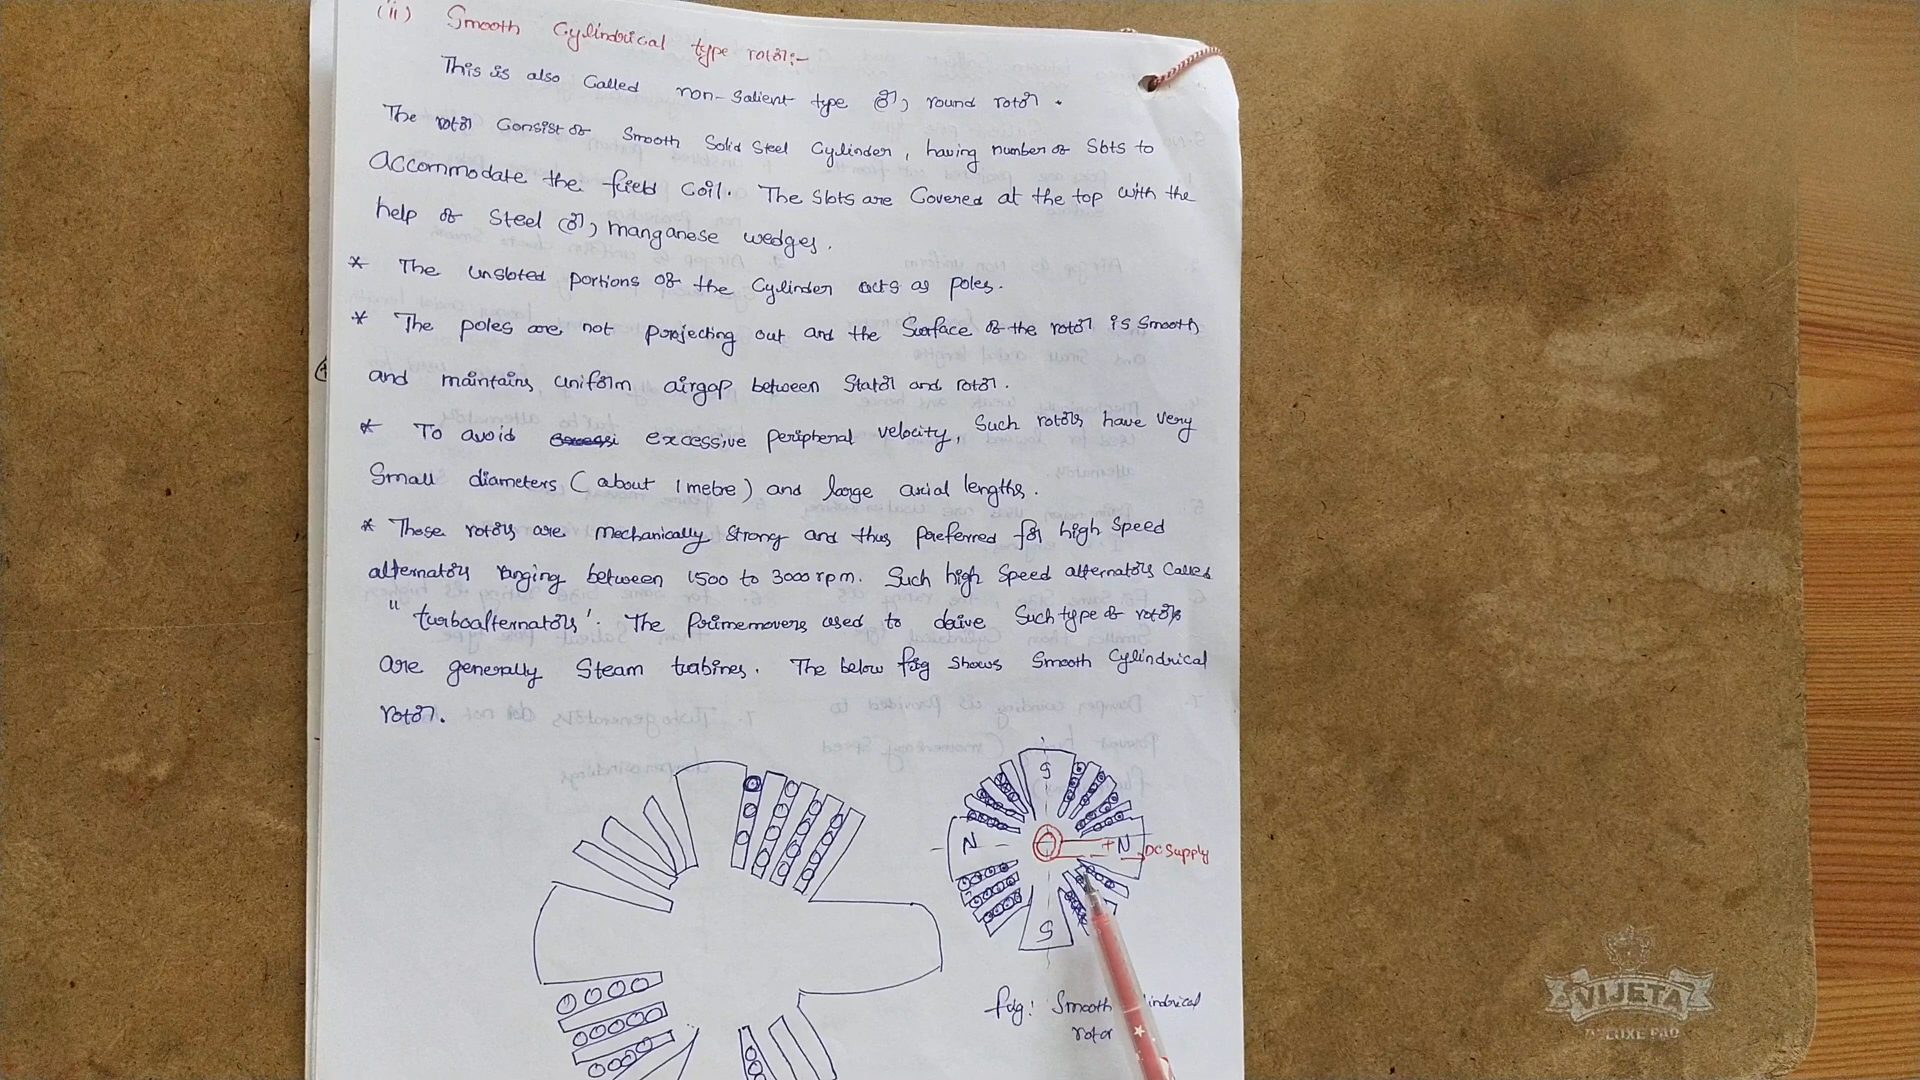 (ii) Smooth Cylindrical type rotor:-
This is also Called non-Salient type (or) round rotor.
The rotor Consist of Smooth Solid Steel Cylinder, having number of Slots to
accommodate the field Coil. The Slots are Covered at the top with the
help of Steel (or) manganese wedges.
* The unsloted portions of the Cylinder acts as poles.
* The poles are not projecting out and the Surface of the rotor is Smooth
and maintains uniform airgap between Stator and rotor.
* To avoid excessive peripheral velocity, Such rotors have very
Small diameters (about 1 metre) and large axial lengths.
* These rotors are mechanically Strong and thus preferred for high Speed
alternators ranging between 1500 to 3000 rpm. Such high Speed alternators Called
"turboalternators'. The Primemovers used to drive Such type of rotors
are generally Steam turbines. The below fig shows Smooth Cylindrical
rotor.
S
N
+ N
- DC Supply
S
fig: Smooth indrical
rotor
VIJETA
DELUXE PAD